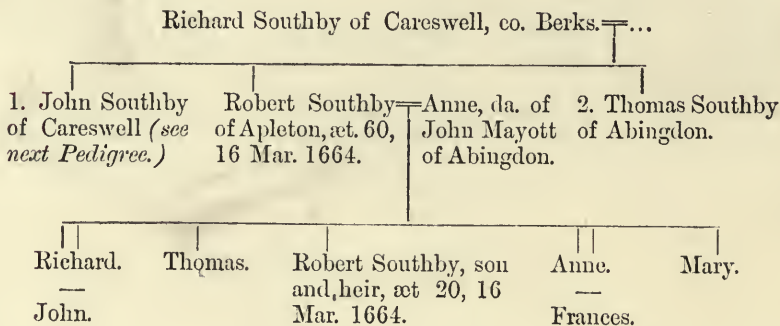 Richard Southby of Careswell, co. Berks.=...
1. John Southby of Careswell (see next Pedigree.)
Robert Southby=Anne, da. of
of Apleton, æt. 60, John Mayott
16 Mar. 1664. of Abingdon.
2. Thomas Southby
of Abingdon.
Richard.
—
John.
Thomas.
Robert Southby, son
and heir, æt 20, 16
Mar. 1664.
Anne.
—
Frances.
Mary.